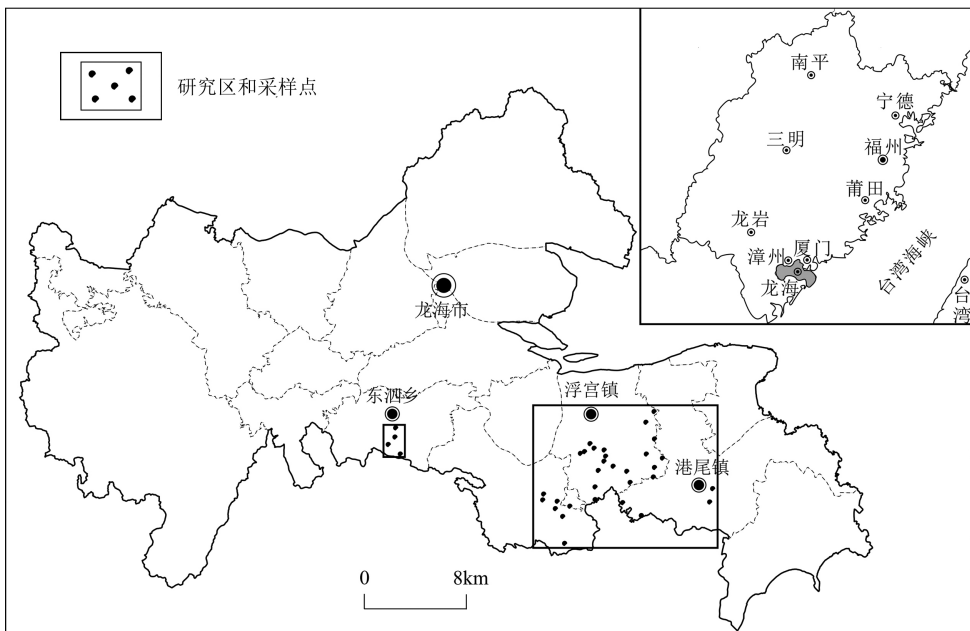 研究区和采样点
南平
宁德
三明
福州
莆田
龙岩
漳州
厦门
龙海
台湾海峡
台湾
龙海市
东泗乡
浮宫镇
港尾镇
0
8km